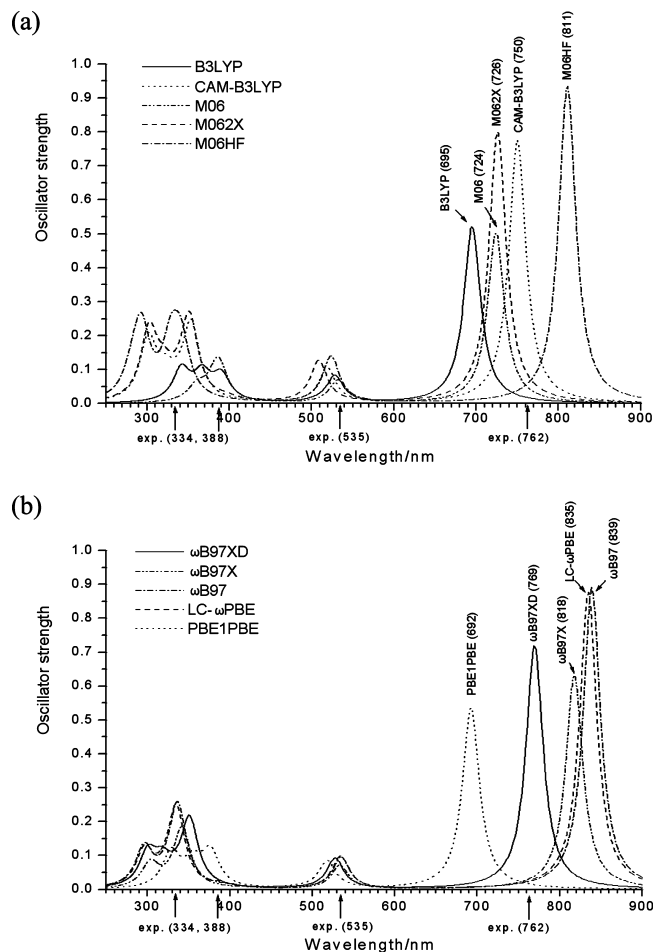 (a)
1.0
0.9
0.8
0.7
0.6
0.5
0.4
0.3
0.2
0.1
0.0
Oscillator strength
B3LYP
CAM-B3LYP
M06
M062X
M06HF
B3LYP (695)
M06 (724)
M062X (726)
CAM-B3LYP (750)
M06HF (811)
300 400 500 600 700 800 900
exp. (334, 388) exp. (535) exp. (762)
Wavelength/nm
(b)
1.0
0.9
0.8
0.7
0.6
0.5
0.4
0.3
0.2
0.1
0.0
Oscillator strength
ωB97XD
ωB97X
ωB97
LC-ωPBE
PBE1PBE
PBE1PBE (692)
ωB97XD (769)
ωB97X (818)
LC-ωPBE (835)
ωB97 (839)
300 400 500 600 700 800 900
exp. (334, 388) exp. (535) exp. (762)
Wavelength/nm